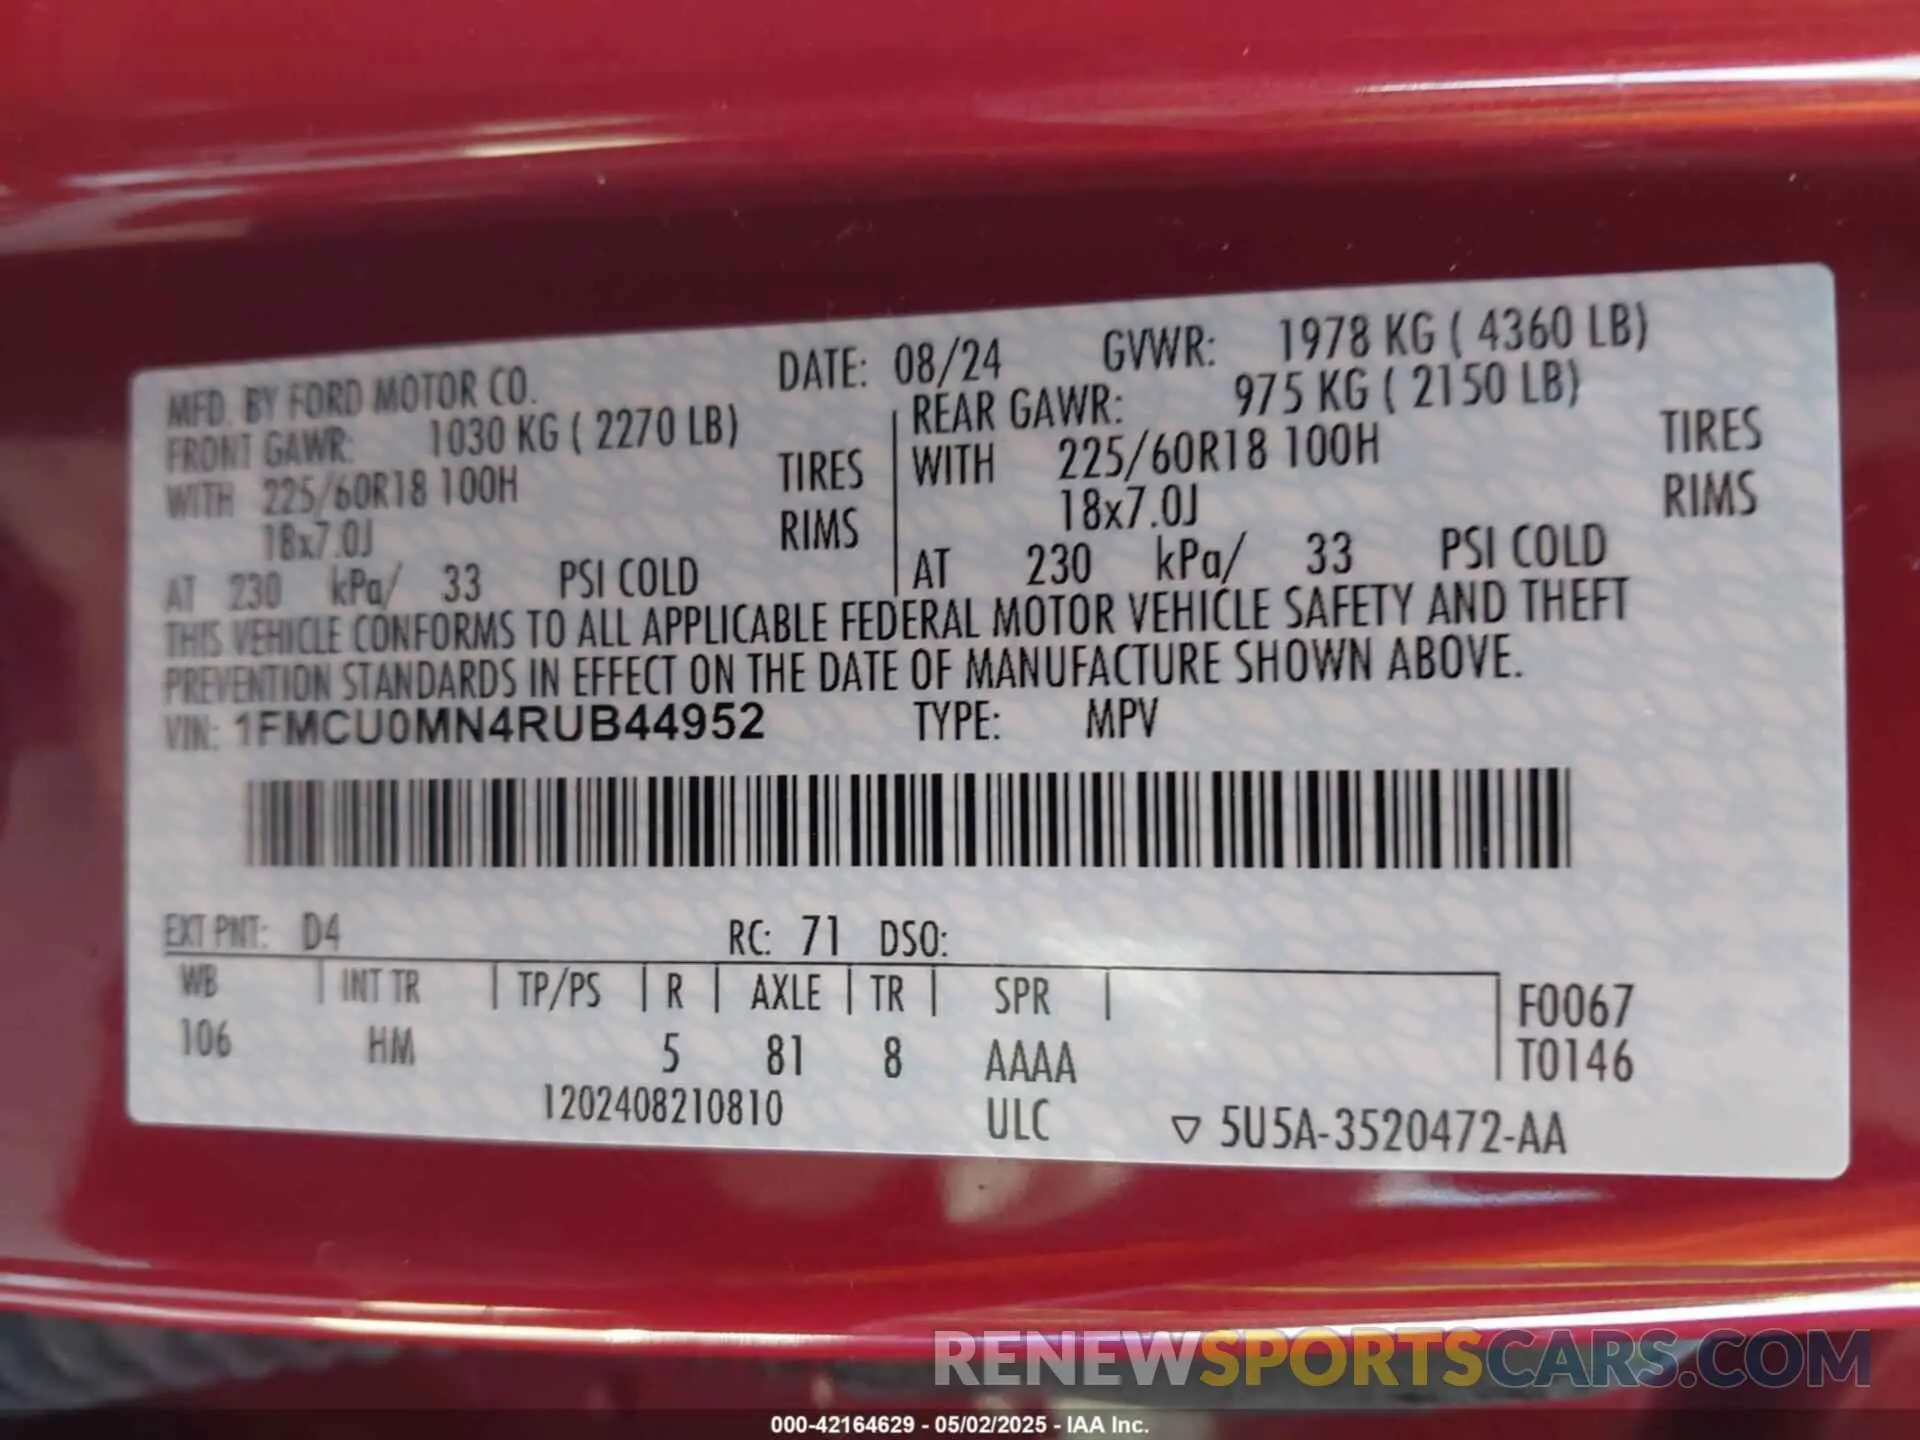 MFD. BY FORD MOTOR CO. DATE: 08/24 GVWR: 1978 KG ( 4360 LB)
FRONT GAWR: 1030 KG ( 2270 LB) REAR GAWR: 975 KG ( 2150 LB)
WITH 225/60R18 100H TIRES WITH 225/60R18 100H TIRES
18x7.0J RIMS 18x7.0J RIMS
AT 230 kPa/ 33 PSI COLD AT 230 kPa/ 33 PSI COLD
THIS VEHICLE CONFORMS TO ALL APPLICABLE FEDERAL MOTOR VEHICLE SAFETY AND THEFT
PREVENTION STANDARDS IN EFFECT ON THE DATE OF MANUFACTURE SHOWN ABOVE.
VIN: 1FMCU0MN4RUB44952 TYPE: MPV
EXT PNT: D4 RC: 71 DSO:
WB INT TR TP/PS R AXLE TR SPR F0067
106 HM 5 81 8 AAAA T0146
1202408210810 ULC ▽ 5U5A-3520472-AA
RENEWSPORTSCARS.COM
000-42164629 - 05/02/2025 - IAA Inc.